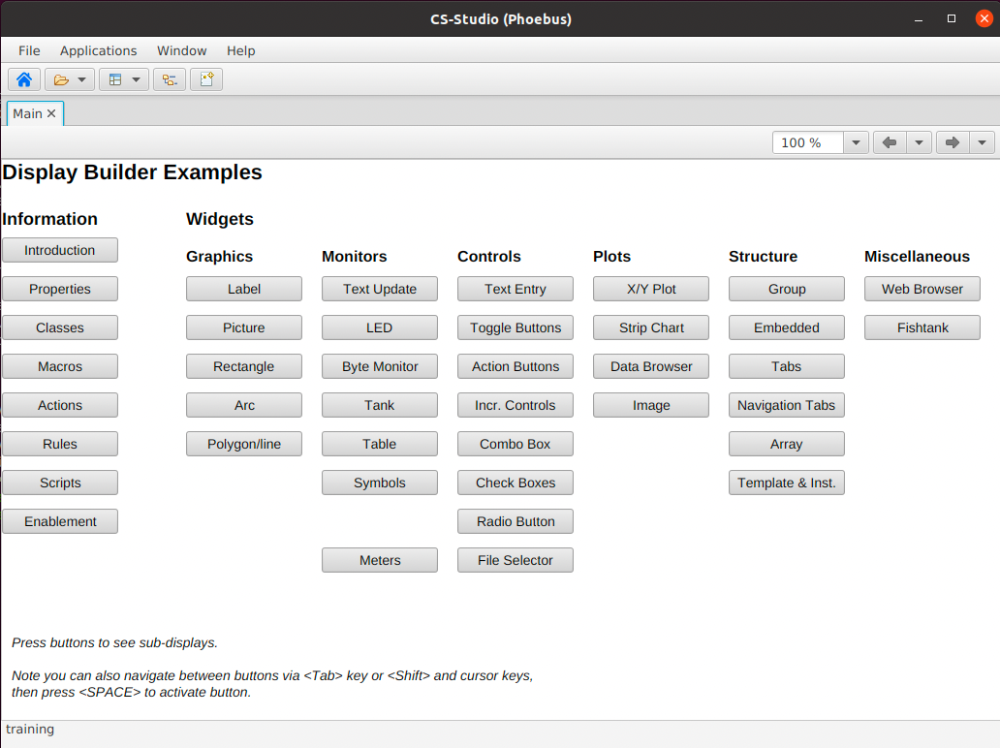 CS-Studio (Phoebus)
File Applications Window Help
Main
100 %
Display Builder Examples
Information Widgets
Introduction
Graphics Monitors Controls Plots Structure Miscellaneous
Properties Label Text Update Text Entry X/Y Plot Group Web Browser
Classes Picture LED Toggle Buttons Strip Chart Embedded Fishtank
Macros Rectangle Byte Monitor Action Buttons Data Browser Tabs
Actions Arc Tank Incr. Controls Image Navigation Tabs
Rules Polygon/line Table Combo Box Array
Scripts Symbols Check Boxes Template & Inst.
Enablement Radio Button
Meters File Selector
Press buttons to see sub-displays.
Note you can also navigate between buttons via <Tab> key or <Shift> and cursor keys,
then press <SPACE> to activate button.
training